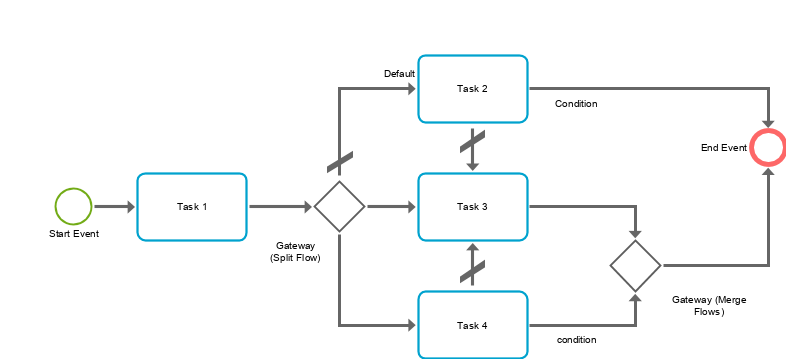 Default
Task 2
Condition
End Event
Task 1
Task 3
Start Event
Gateway
(Split Flow)
Gateway (Merge
Flows)
Task 4
condition